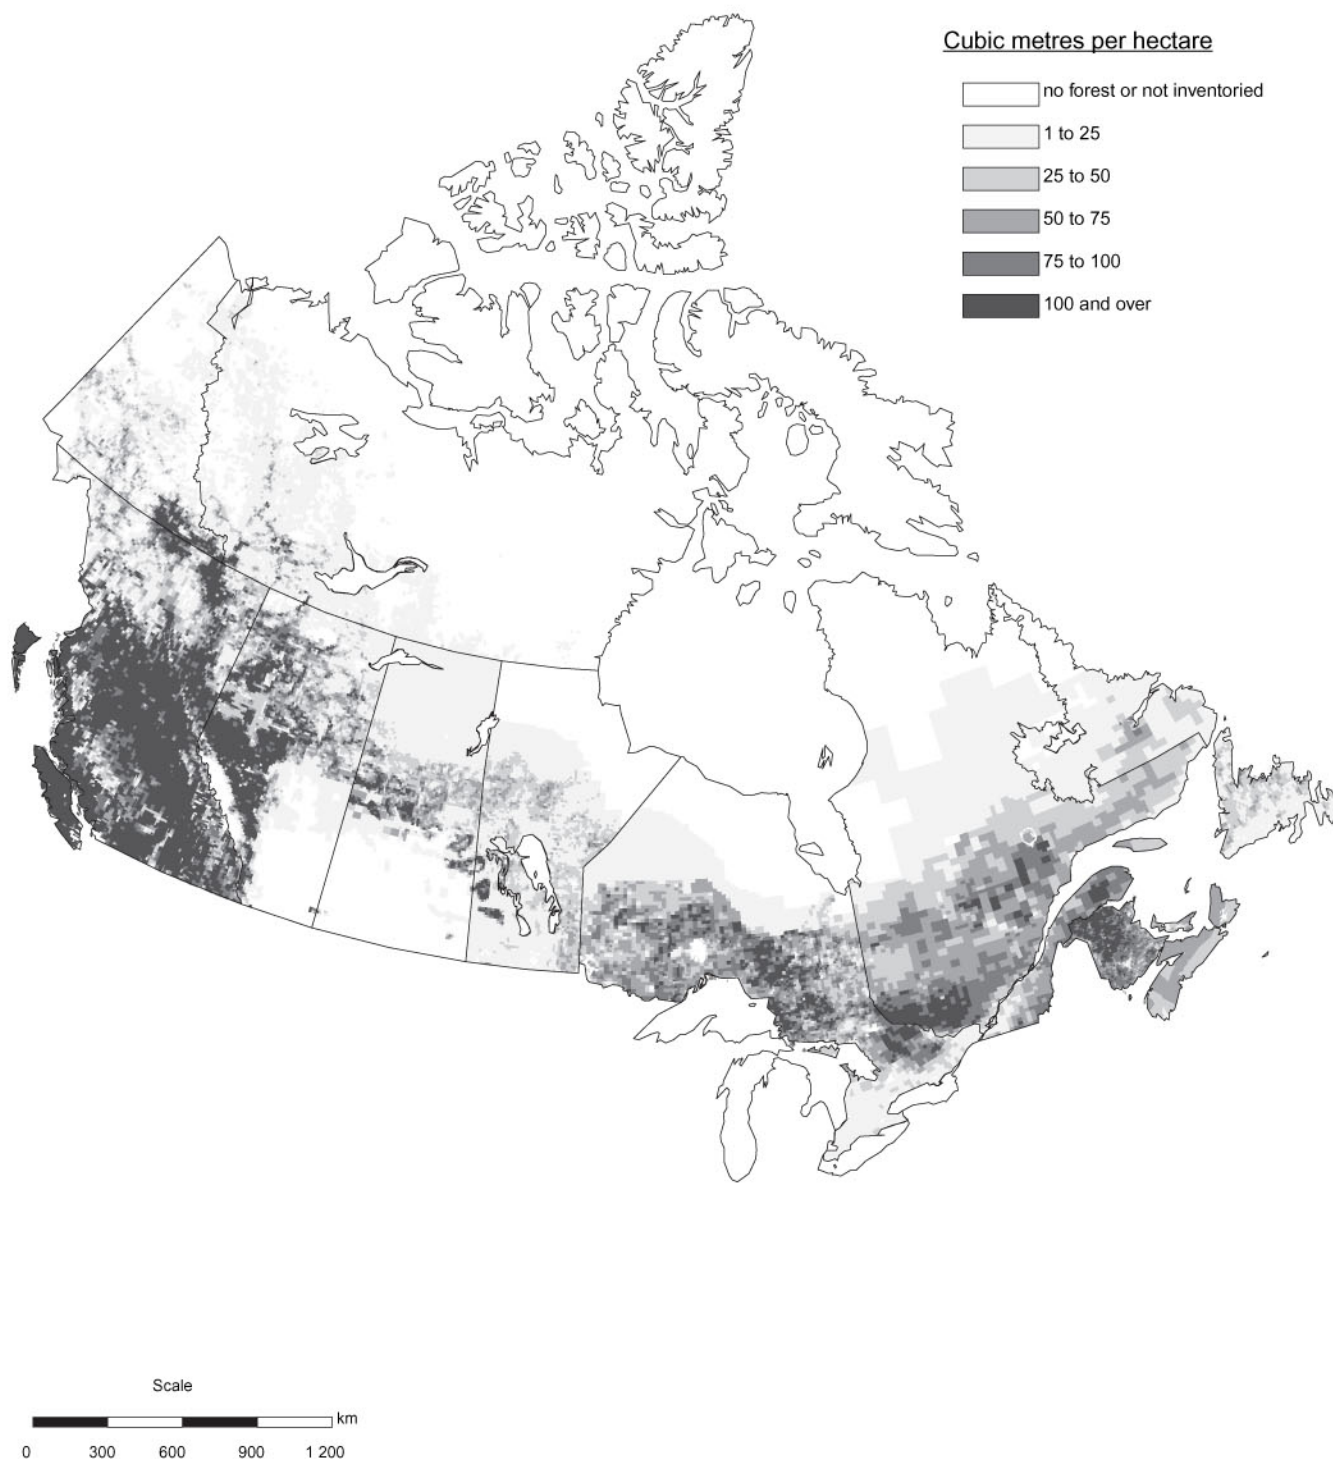 Cubic metres per hectare
no forest or not inventoried
1 to 25
25 to 50
50 to 75
75 to 100
100 and over
Scale
km
0 300 600 900 1 200